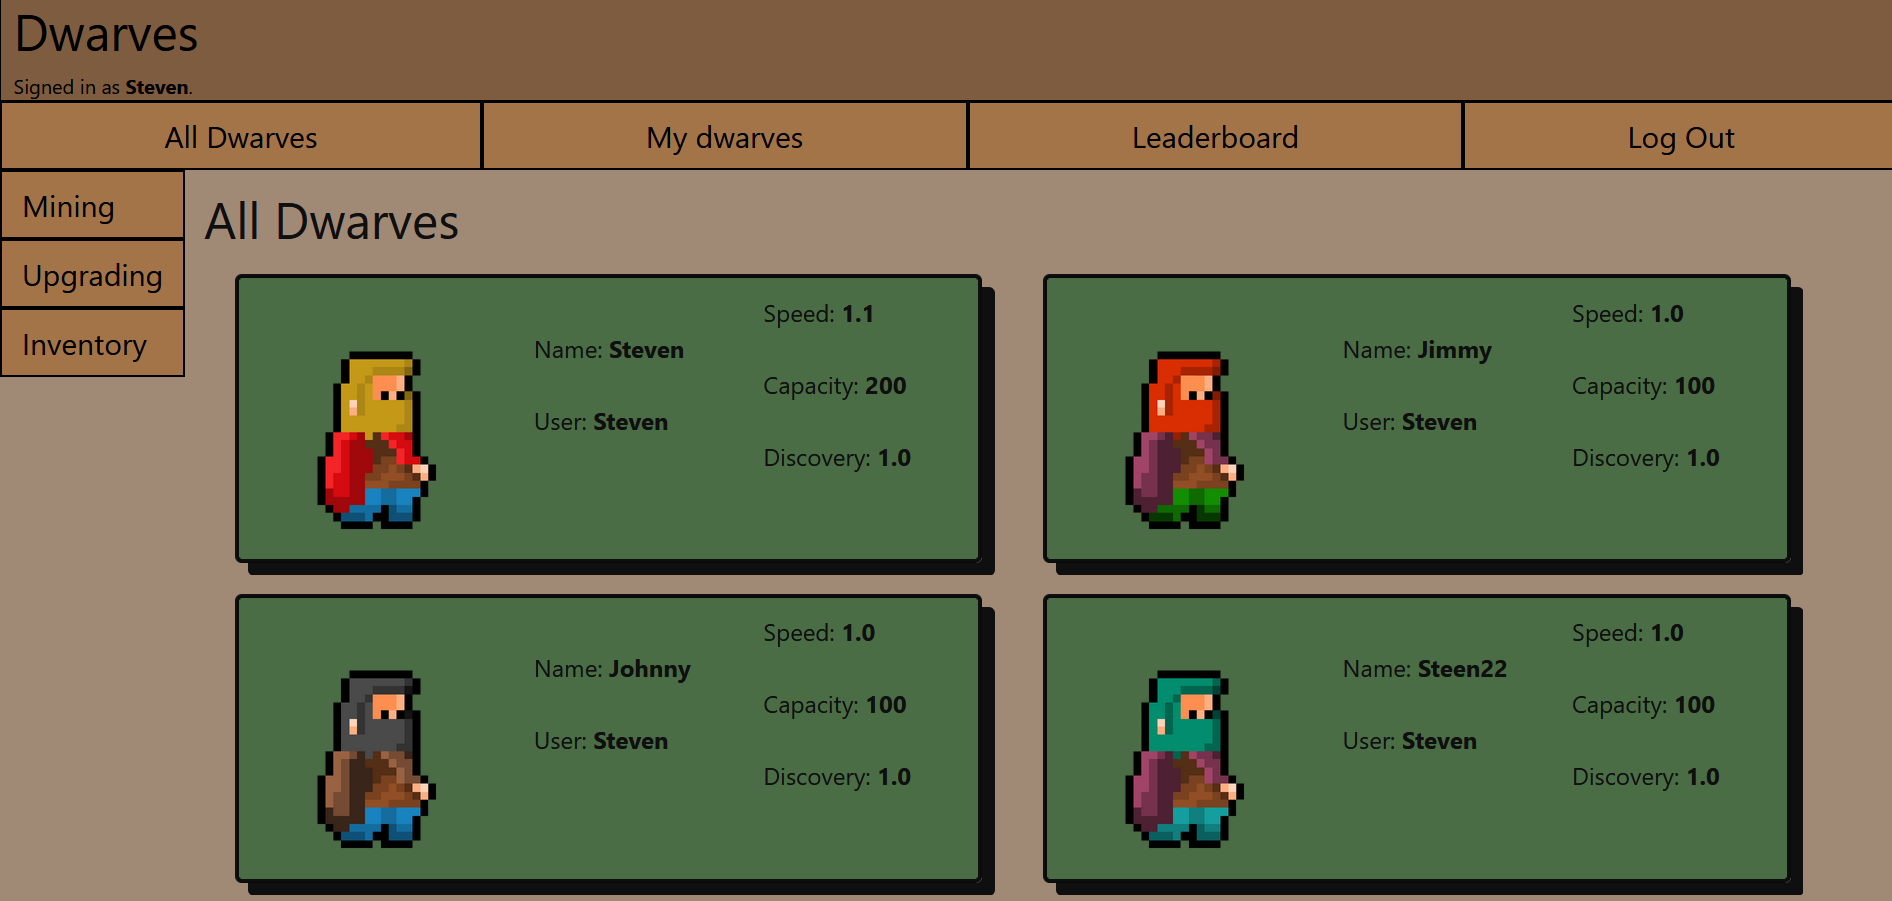 Dwarves
Signed in as Steven.
All Dwarves
My dwarves
Leaderboard
Log Out
Mining
Upgrading
Inventory
All Dwarves
Name: Steven
User: Steven
Speed: 1.1
Capacity: 200
Discovery: 1.0
Name: Jimmy
User: Steven
Speed: 1.0
Capacity: 100
Discovery: 1.0
Name: Johnny
User: Steven
Speed: 1.0
Capacity: 100
Discovery: 1.0
Name: Steen22
User: Steven
Speed: 1.0
Capacity: 100
Discovery: 1.0